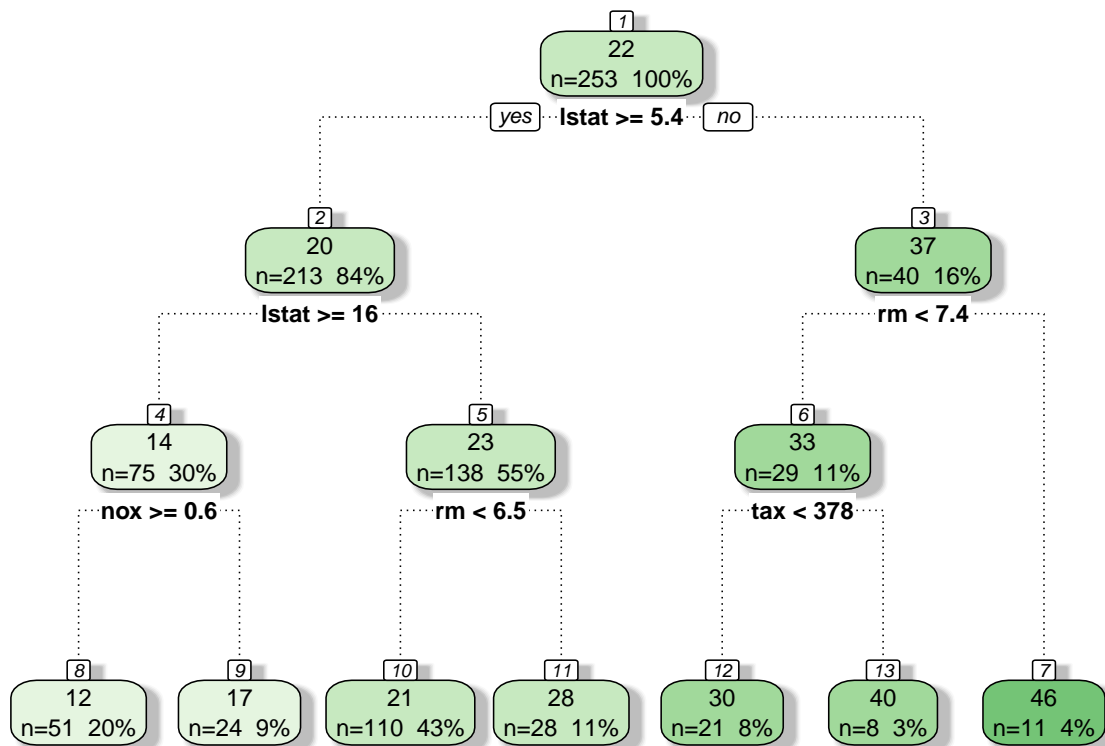 1
22
n=253 100%
yes lstat >= 5.4 no
2
20
n=213 84%
lstat >= 16
3
37
n=40 16%
rm < 7.4
4
14
n=75 30%
nox >= 0.6
5
23
n=138 55%
rm < 6.5
6
33
n=29 11%
tax < 378
8
12
n=51 20%
9
17
n=24 9%
10
21
n=110 43%
11
28
n=28 11%
12
30
n=21 8%
13
40
n=8 3%
7
46
n=11 4%